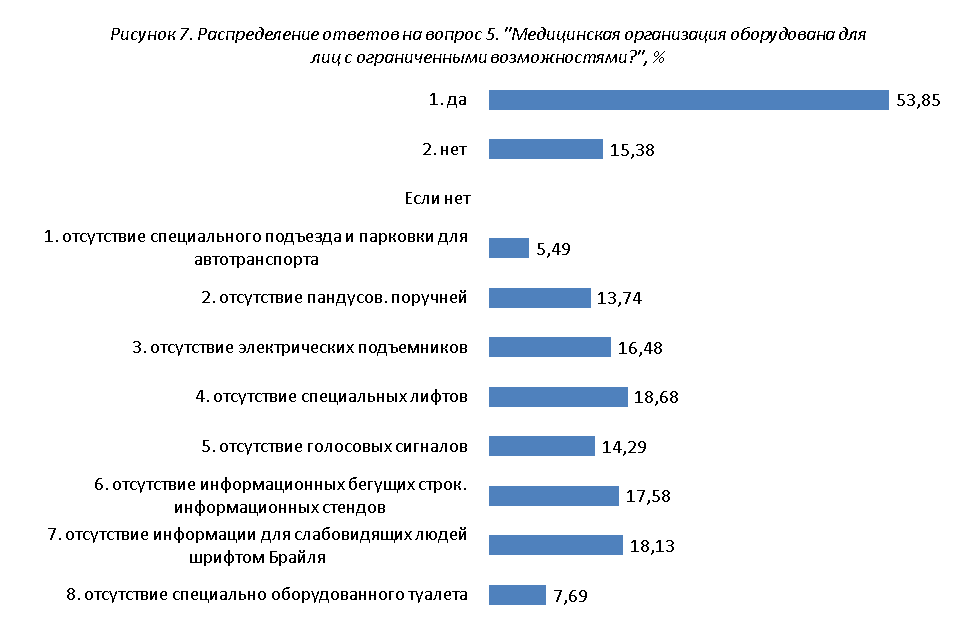 Рисунок 7. Распределение ответов на вопрос 5. "Медицинская организация оборудована для
лиц с ограниченными возможностями?", %
1. да 53,85
2. нет 15,38
Если нет
1. отсутствие специального подъезда и парковки для
автотранспорта 5,49
2. отсутствие пандусов. поручней 13,74
3. отсутствие электрических подъемников 16,48
4. отсутствие специальных лифтов 18,68
5. отсутствие голосовых сигналов 14,29
6. отсутствие информационных бегущих строк.
информационных стендов 17,58
7. отсутствие информации для слабовидящих людей
шрифтом Брайля 18,13
8. отсутствие специально оборудованного туалета 7,69